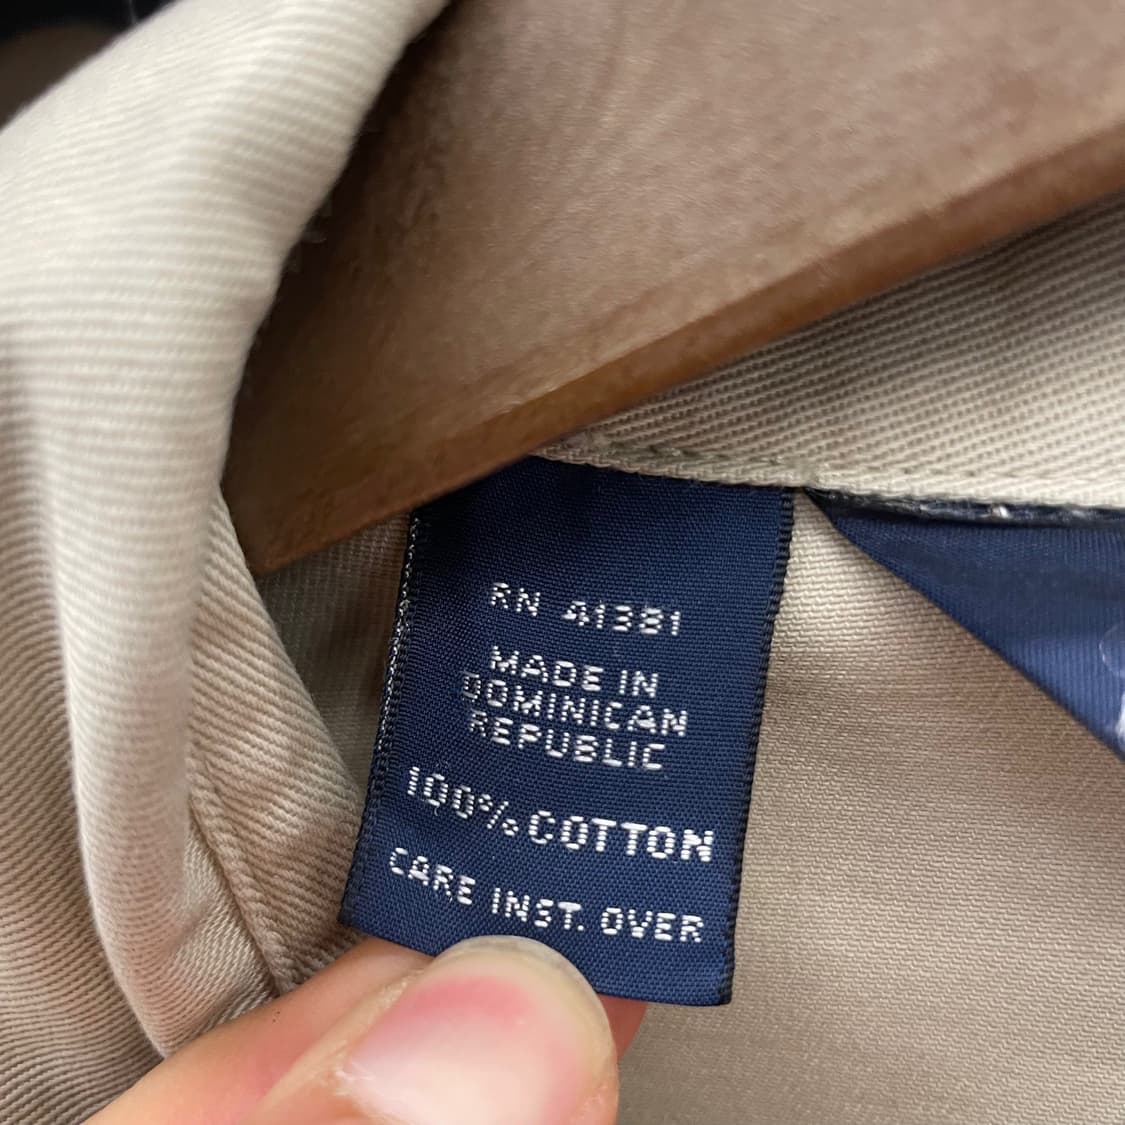 RN 41381
MADE IN
DOMINICAN
REPUBLIC
100% COTTON
CARE INST. OVER